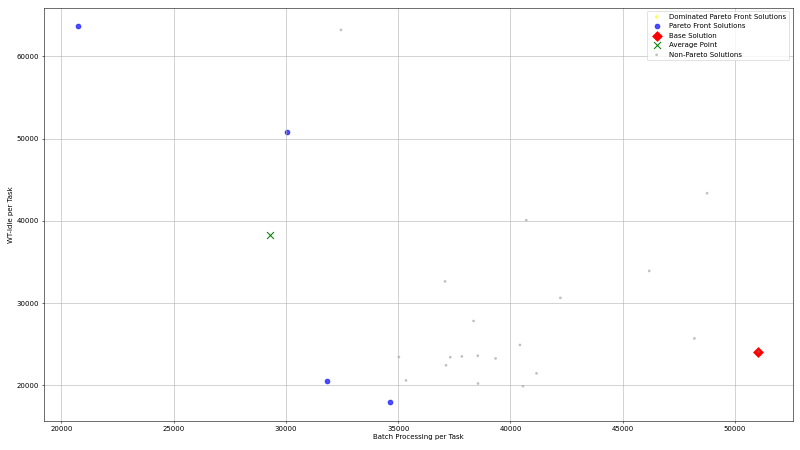 Dominated Pareto Front Solutions
Pareto Front Solutions
Base Solution
Average Point
Non-Pareto Solutions
60000
50000
40000
30000
20000
WT-Idle per Task
20000 25000 30000 35000 40000 45000 50000
Batch Processing per Task